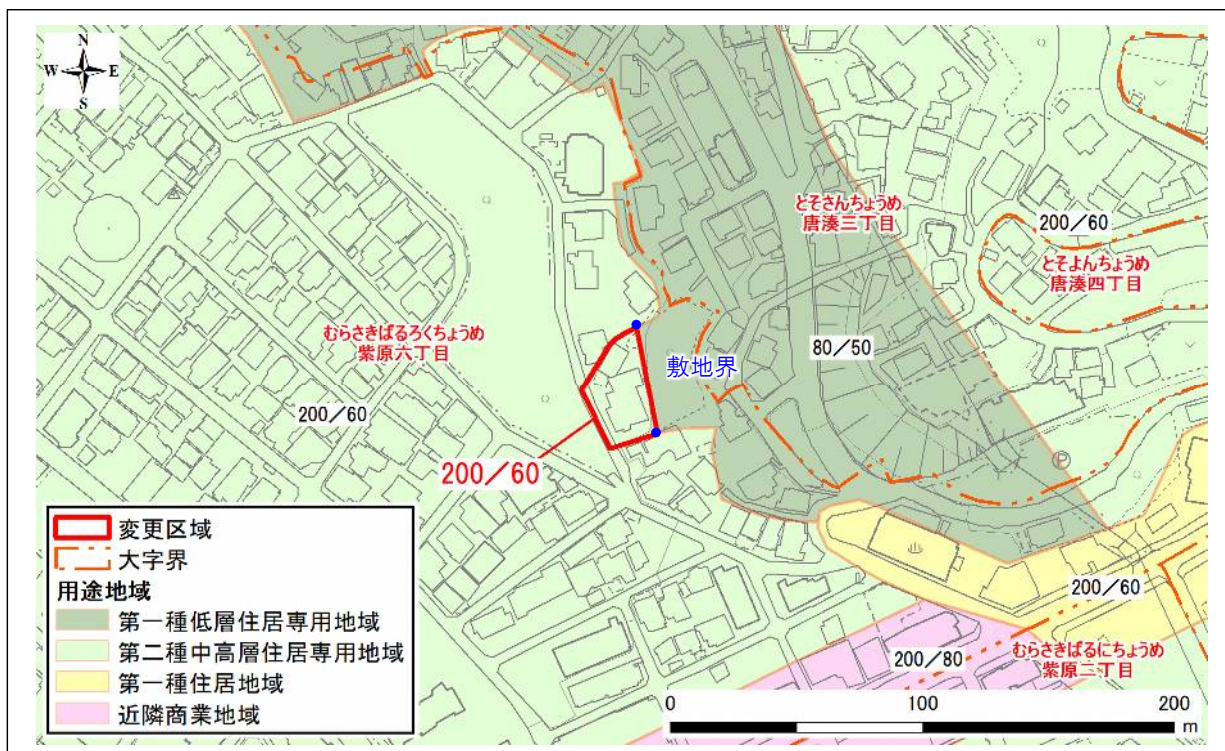 N
W E
S
とそさんちょうめ
唐湊三丁目
200／60
とそよんちょうめ
唐湊四丁目
むらさきばるろくちょうめ
紫原六丁目
敷地界
80／50
200／60
200／60
P
変更区域
大字界
用途地域
第一種低層住居専用地域
第二種中高層住居専用地域
第一種住居地域
近隣商業地域
200／60
むらさきばるにちょうめ
紫原二丁目
200／80
0 100 200
m